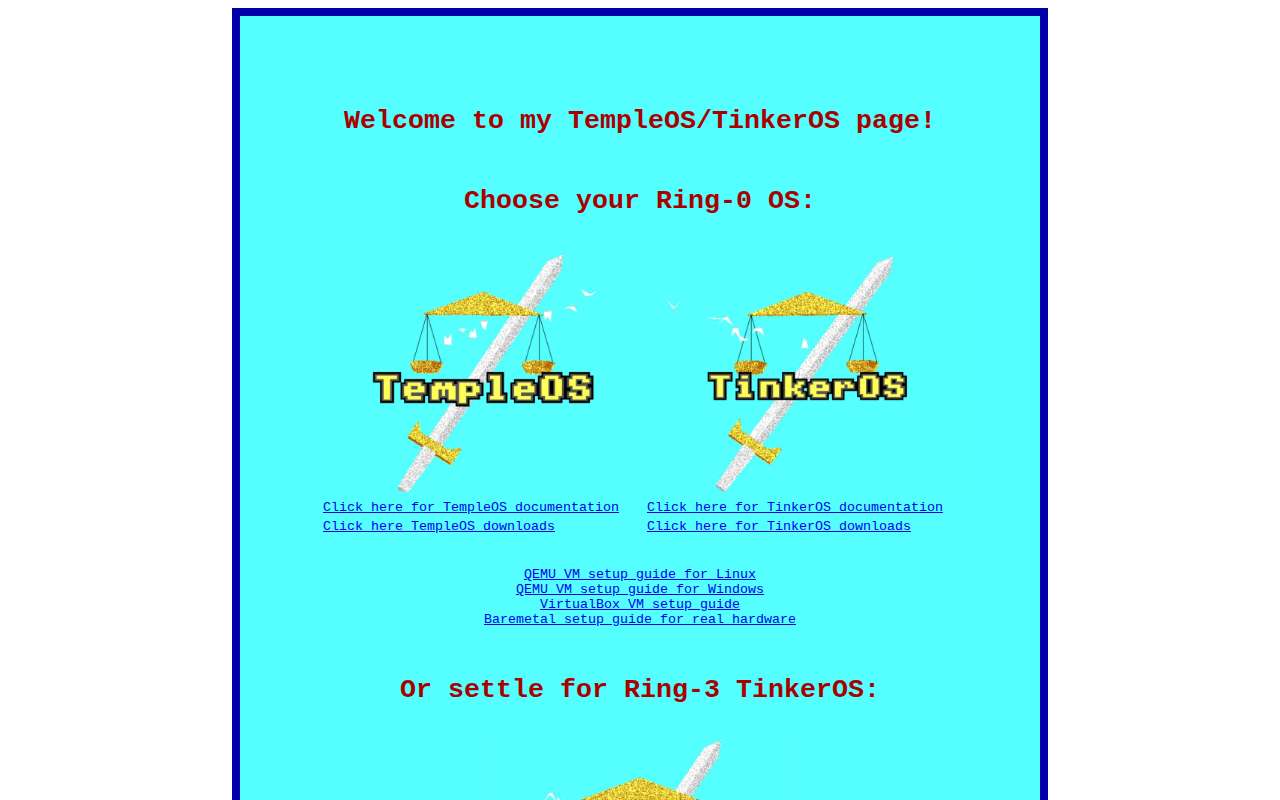 Welcome to my TempleOS/TinkerOS page!
Choose your Ring-0 OS:
TempleOS
TinkerOS
Click here for TempleOS documentation
Click here for TinkerOS documentation
Click here TempleOS downloads
Click here for TinkerOS downloads
QEMU VM setup guide for Linux
QEMU VM setup guide for Windows
VirtualBox VM setup guide
Baremetal setup guide for real hardware
Or settle for Ring-3 TinkerOS: